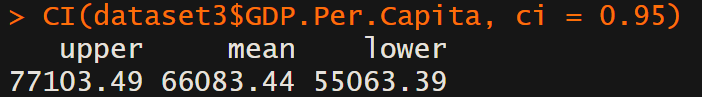 > CI(dataset3$GDP.Per.Capita, ci = 0.95)
upper mean lower
77103.49 66083.44 55063.39